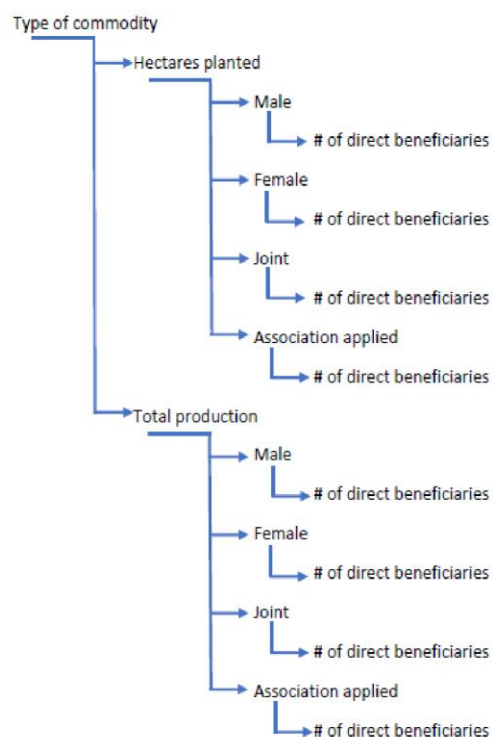 Type of commodity
Hectares planted
Male
# of direct beneficiaries
Female
# of direct beneficiaries
Joint
# of direct beneficiaries
Association applied
# of direct beneficiaries
Total production
Male
# of direct beneficiaries
Female
# of direct beneficiaries
Joint
# of direct beneficiaries
Association applied
# of direct beneficiaries